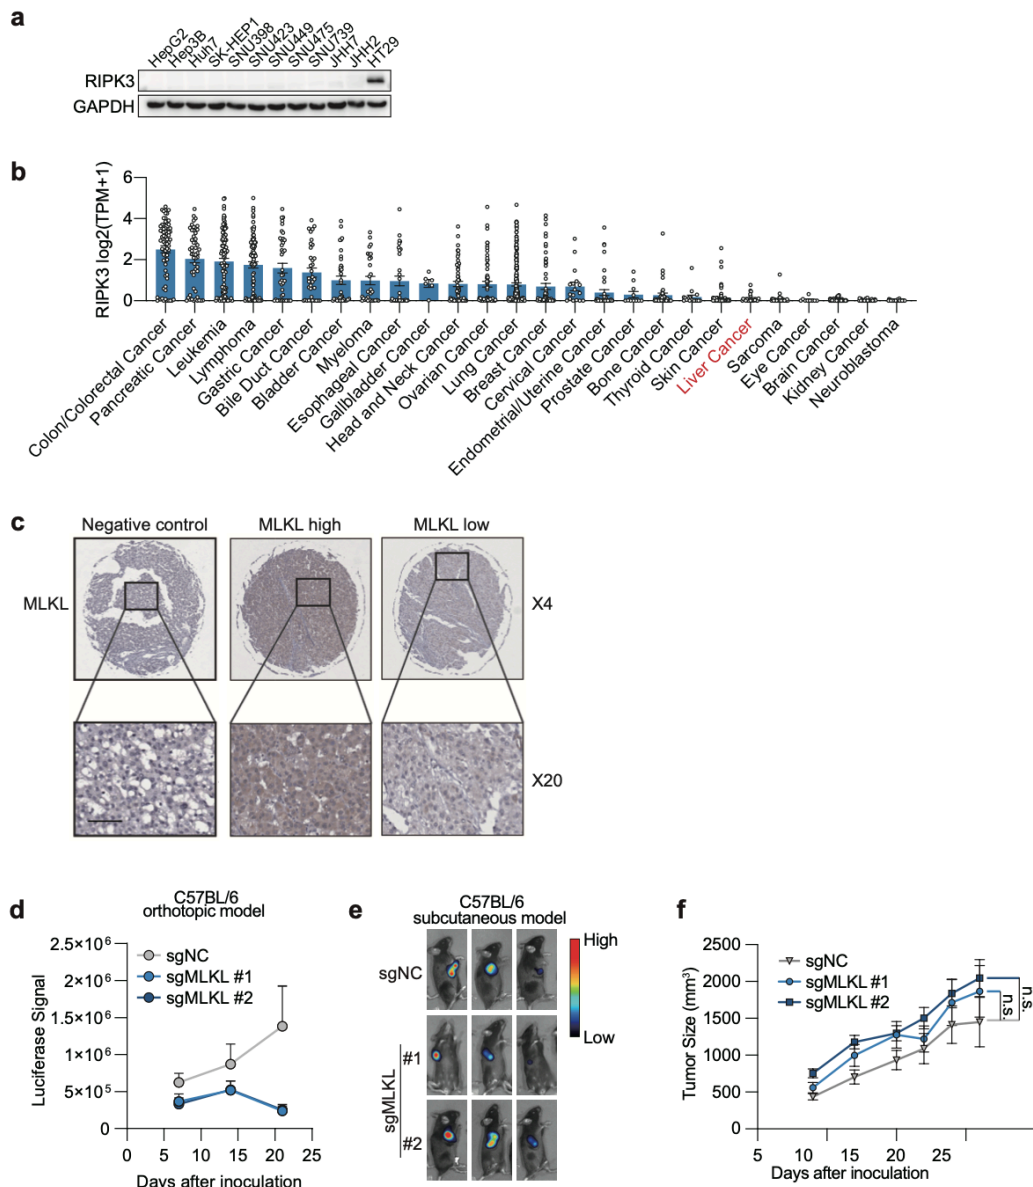 a
HepG2
Hep3B
Huh7
SK-HEP1
SNU398
SNU423
SNU449
SNU475
SNU739
JHH7
JHH2
HT29
RIPK3
GAPDH
b
RIPK3 log2(TPM+1)
6
4
2
0
Colon/Colorectal Cancer
Pancreatic Cancer
Leukemia
Lymphoma
Gastric Cancer
Bile Duct Cancer
Bladder Cancer
Myeloma
Esophageal Cancer
Gallbladder Cancer
Head and Neck Cancer
Ovarian Cancer
Lung Cancer
Breast Cancer
Cervical Cancer
Endometrial/Uterine Cancer
Prostate Cancer
Bone Cancer
Thyroid Cancer
Skin Cancer
Liver Cancer
Sarcoma
Eye Cancer
Brain Cancer
Kidney Cancer
Neuroblastoma
c
Negative control MLKL high MLKL low
MLKL
X4
X20
d
C57BL/6
orthotopic model
Luciferase Signal
2.5×10⁶
2.0×10⁶
1.5×10⁶
1.0×10⁶
5.0×10⁵
0
sgNC
sgMLKL #1
sgMLKL #2
0 5 10 15 20 25
Days after inoculation
e
C57BL/6
subcutaneous model
sgNC
sgMLKL
#1
#2
High
Low
f
Tumor Size (mm³)
2500
2000
1500
1000
500
0
sgNC
sgMLKL #1
sgMLKL #2
n.s.
n.s.
5 10 15 20 25
Days after inoculation